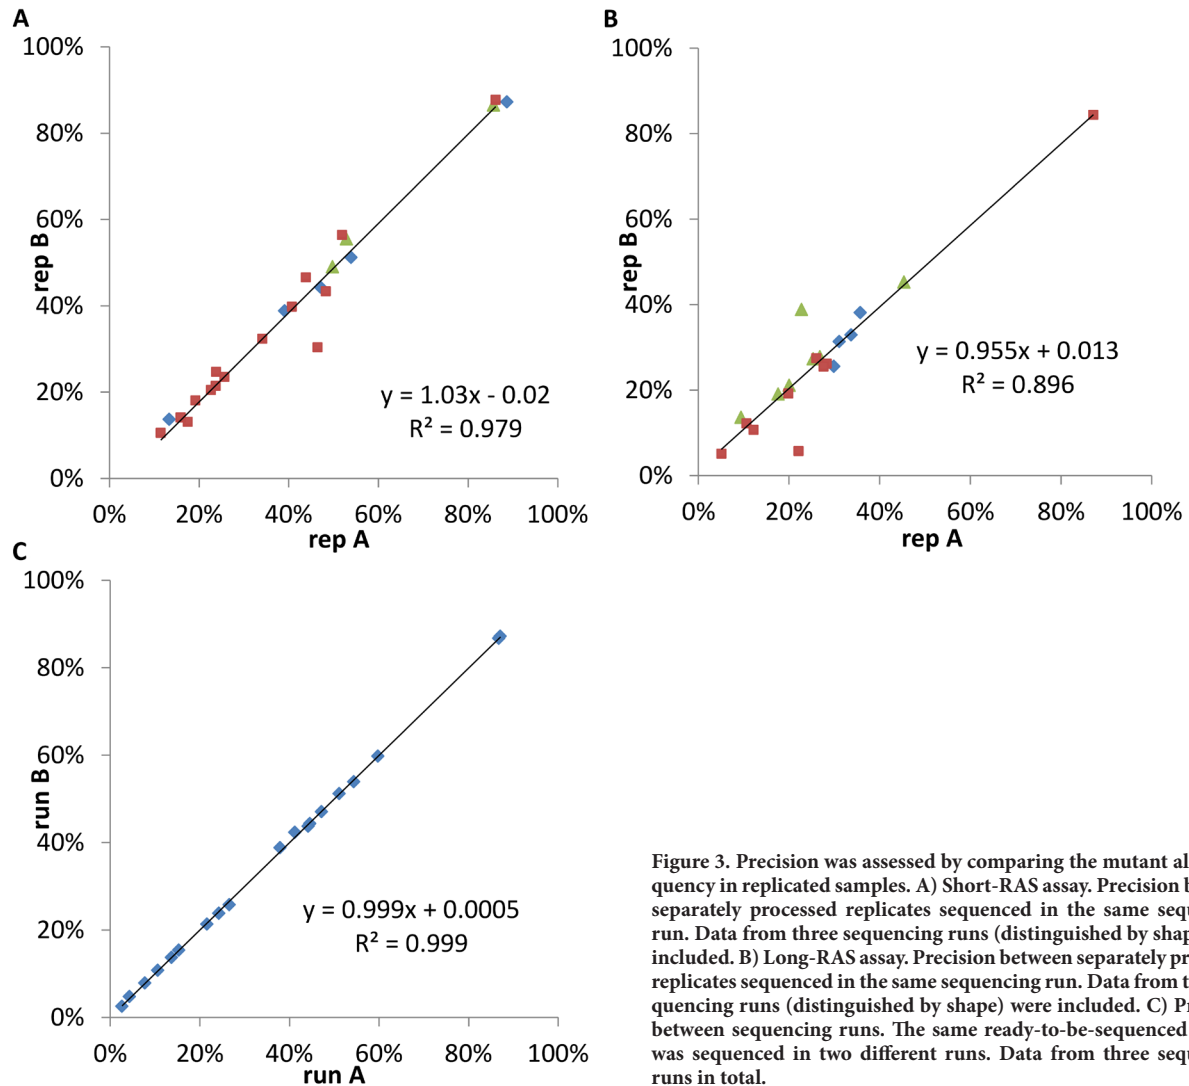 A
100%
80%
60%
40%
20%
0%
rep B
y = 1.03x - 0.02
R² = 0.979
0% 20% 40% 60% 80% 100%
rep A
B
100%
80%
60%
40%
20%
0%
rep B
y = 0.955x + 0.013
R² = 0.896
0% 20% 40% 60% 80% 100%
rep A
C
100%
80%
60%
40%
20%
0%
run B
y = 0.999x + 0.0005
R² = 0.999
0% 20% 40% 60% 80% 100%
run A
Figure 3. Precision was assessed by comparing the mutant al
quency in replicated samples. A) Short-RAS assay. Precision b
separately processed replicates sequenced in the same sequ
run. Data from three sequencing runs (distinguished by shap
included. B) Long-RAS assay. Precision between separately pr
replicates sequenced in the same sequencing run. Data from t
quencing runs (distinguished by shape) were included. C) P
between sequencing runs. The same ready-to-be-sequenced
was sequenced in two different runs. Data from three sequ
runs in total.